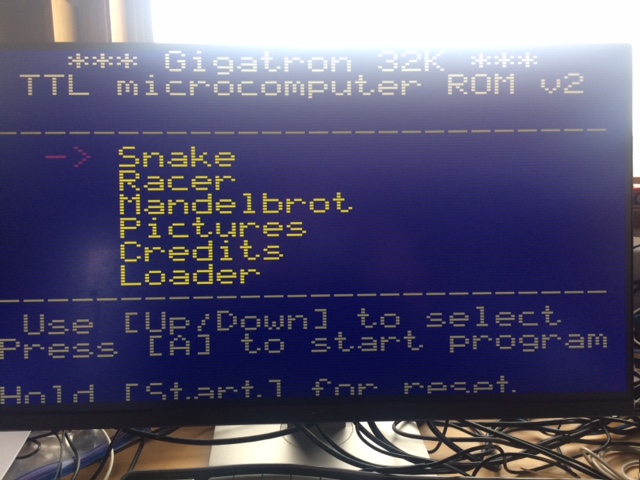 *** Gigatron 32K ***
TTL microcomputer ROM v2
-> Snake
Racer
Mandelbrot
Pictures
Credits
Loader
Use [Up/Down] to select
Press [A] to start program
Hold [Start] for reset.